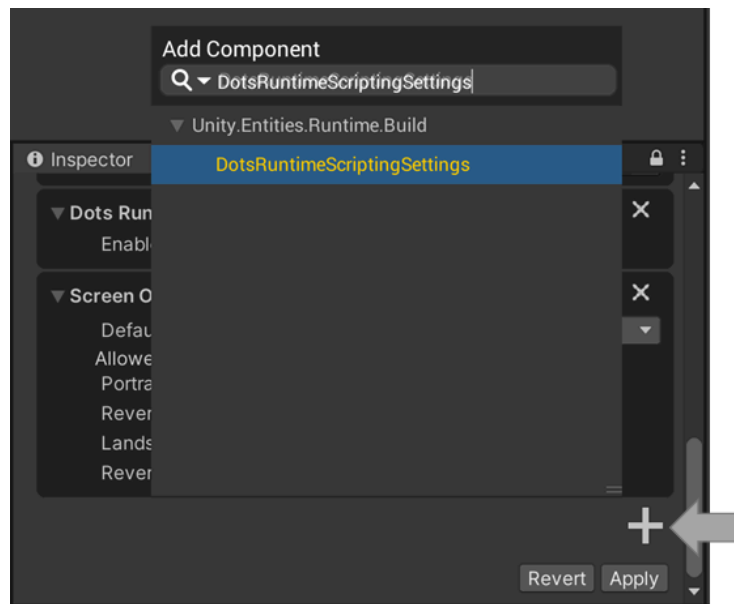 Add Component
DotsRuntimeScriptingSettings
Unity.Entities.Runtime.Build
Inspector
DotsRuntimeScriptingSettings
Dots Run
Enabl
Screen O
Defau
Allowe
Portra
Rever
Lands
Rever
Revert Apply